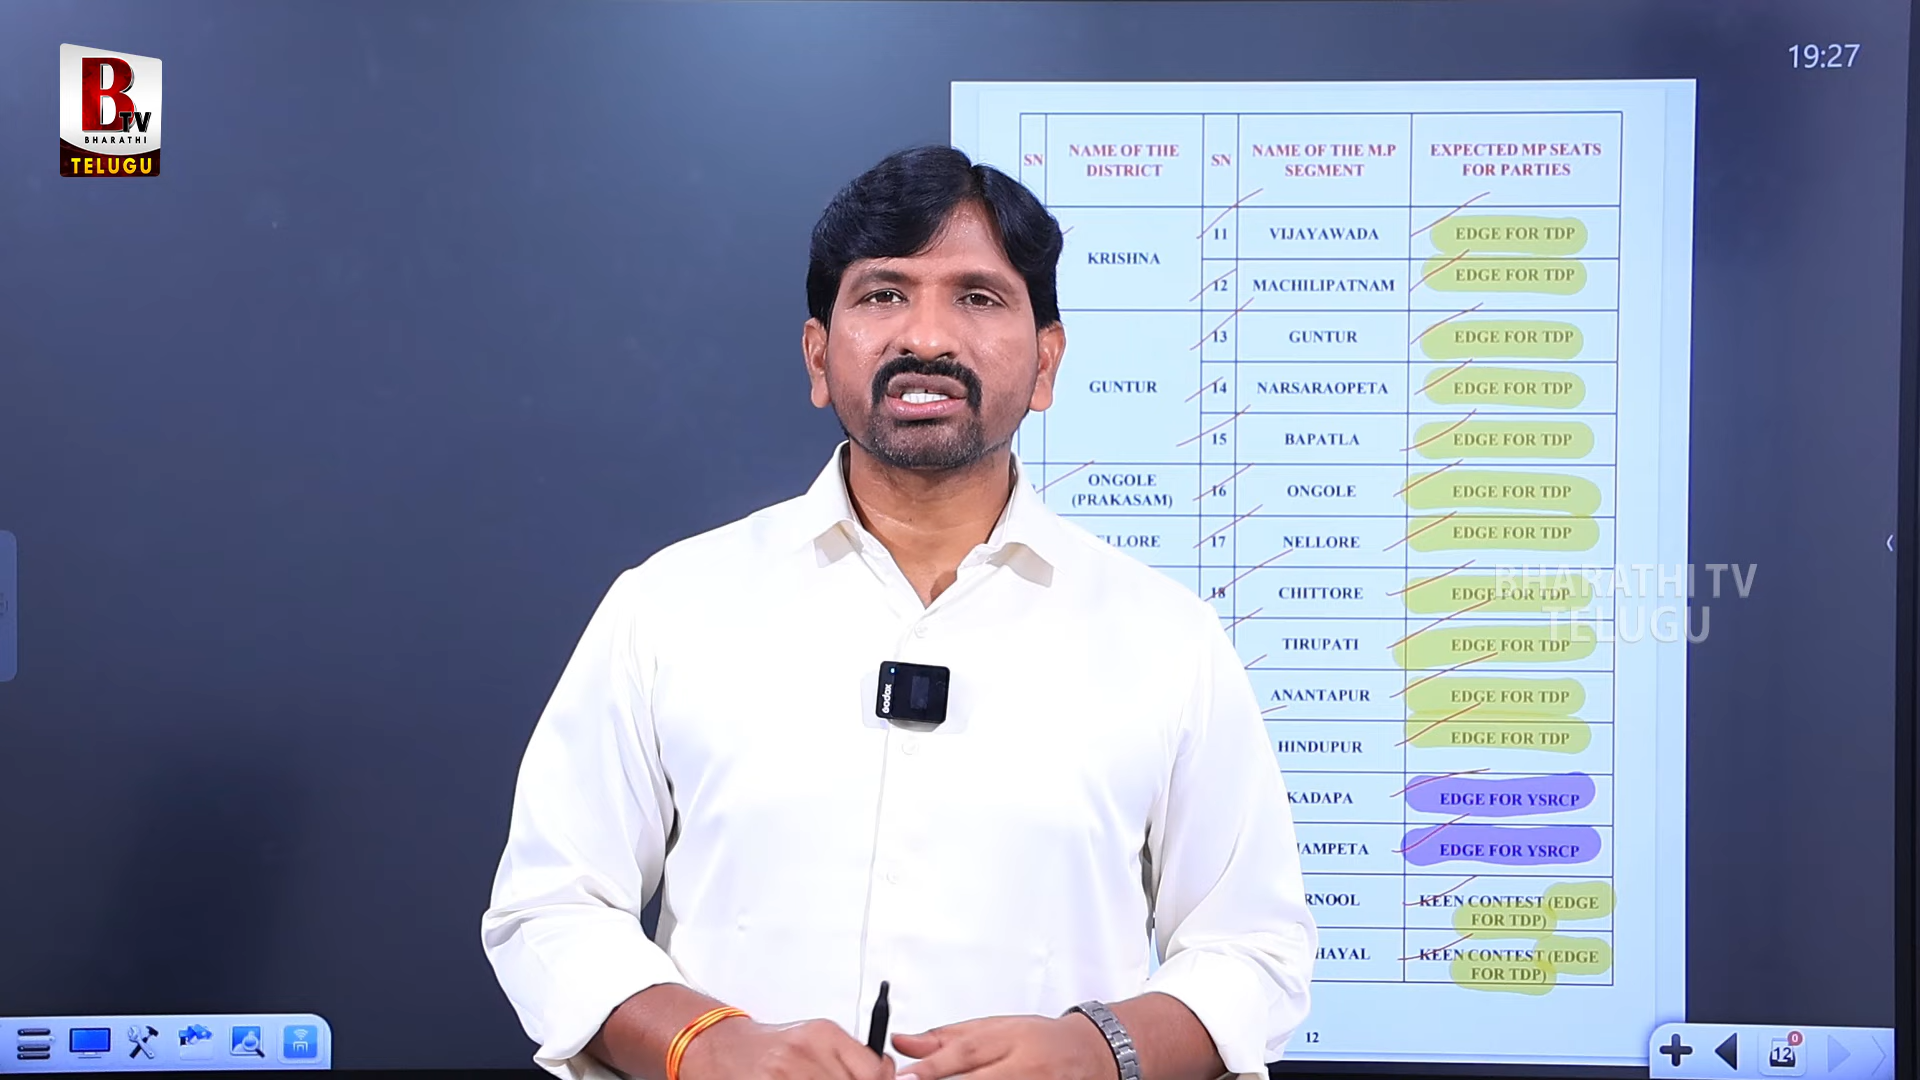 B
TV
BHARATHI
TELUGU
19:27
SN
NAME OF THE
DISTRICT
SN
NAME OF THE M.P
SEGMENT
EXPECTED MP SEATS
FOR PARTIES
KRISHNA
11
VIJAYAWADA
EDGE FOR TDP
12
MACHILIPATNAM
EDGE FOR TDP
GUNTUR
13
GUNTUR
EDGE FOR TDP
14
NARSARAOPETA
EDGE FOR TDP
15
BAPATLA
EDGE FOR TDP
ONGOLE
(PRAKASAM)
16
ONGOLE
EDGE FOR TDP
ELLORE
17
NELLORE
EDGE FOR TDP
18
CHITTORE
EDGE FOR TDP
TIRUPATI
EDGE FOR TDP
ANANTAPUR
EDGE FOR TDP
HINDUPUR
EDGE FOR TDP
KADAPA
EDGE FOR YSRCP
AMPETA
EDGE FOR YSRCP
RNOOL
KEEN CONTEST (EDGE
FOR TDP)
HAYAL
KEEN CONTEST (EDGE
FOR TDP)
12
BHARATHI TV
TELUGU
Godox
12
0